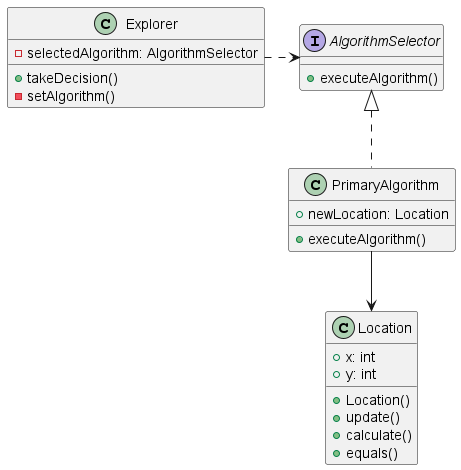 C Explorer
selectedAlgorithm: AlgorithmSelector
takeDecision()
setAlgorithm()
I AlgorithmSelector
executeAlgorithm()
C PrimaryAlgorithm
newLocation: Location
executeAlgorithm()
C Location
x: int
y: int
Location()
update()
calculate()
equals()